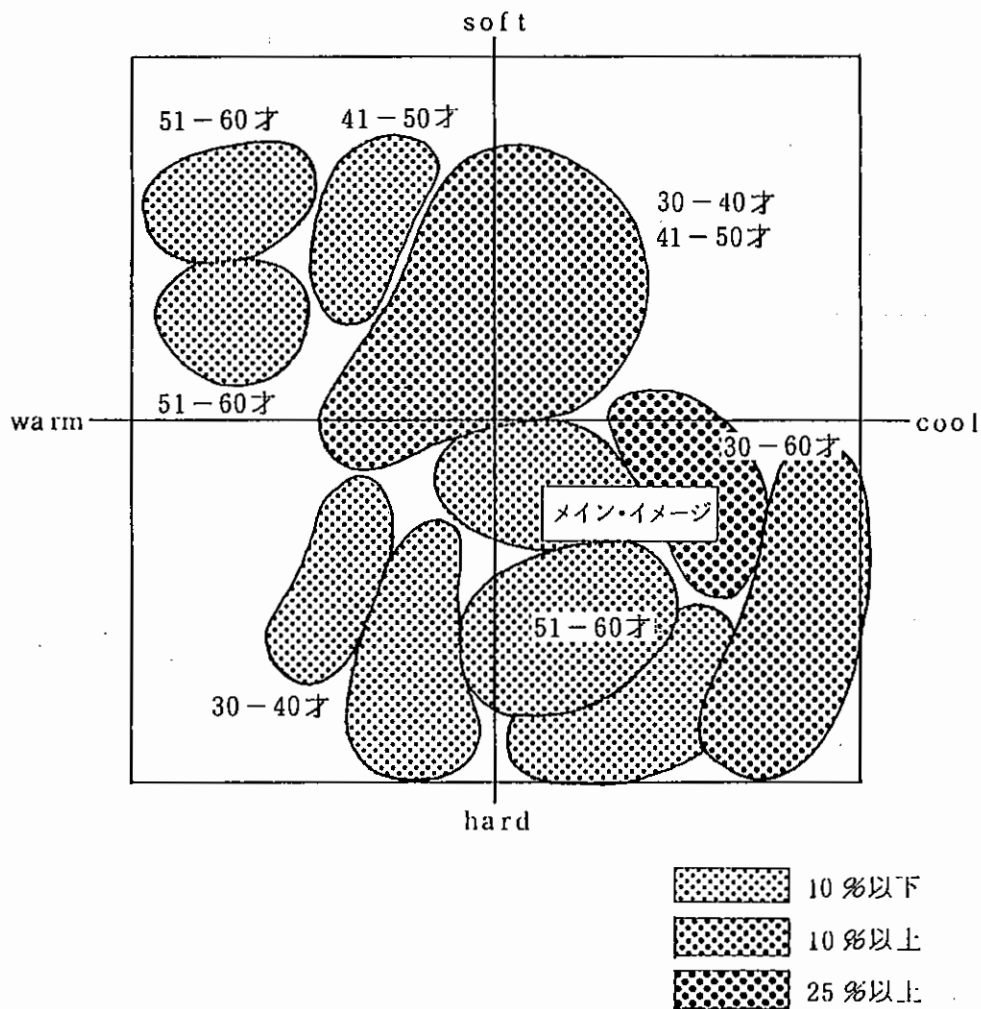 soft
51－60才
41－50才
30－40才
41－50才
51－60才
warm
cool
30－60才
メイン・イメージ
51－60才
30－40才
hard
10 %以下
10 %以上
25 %以上